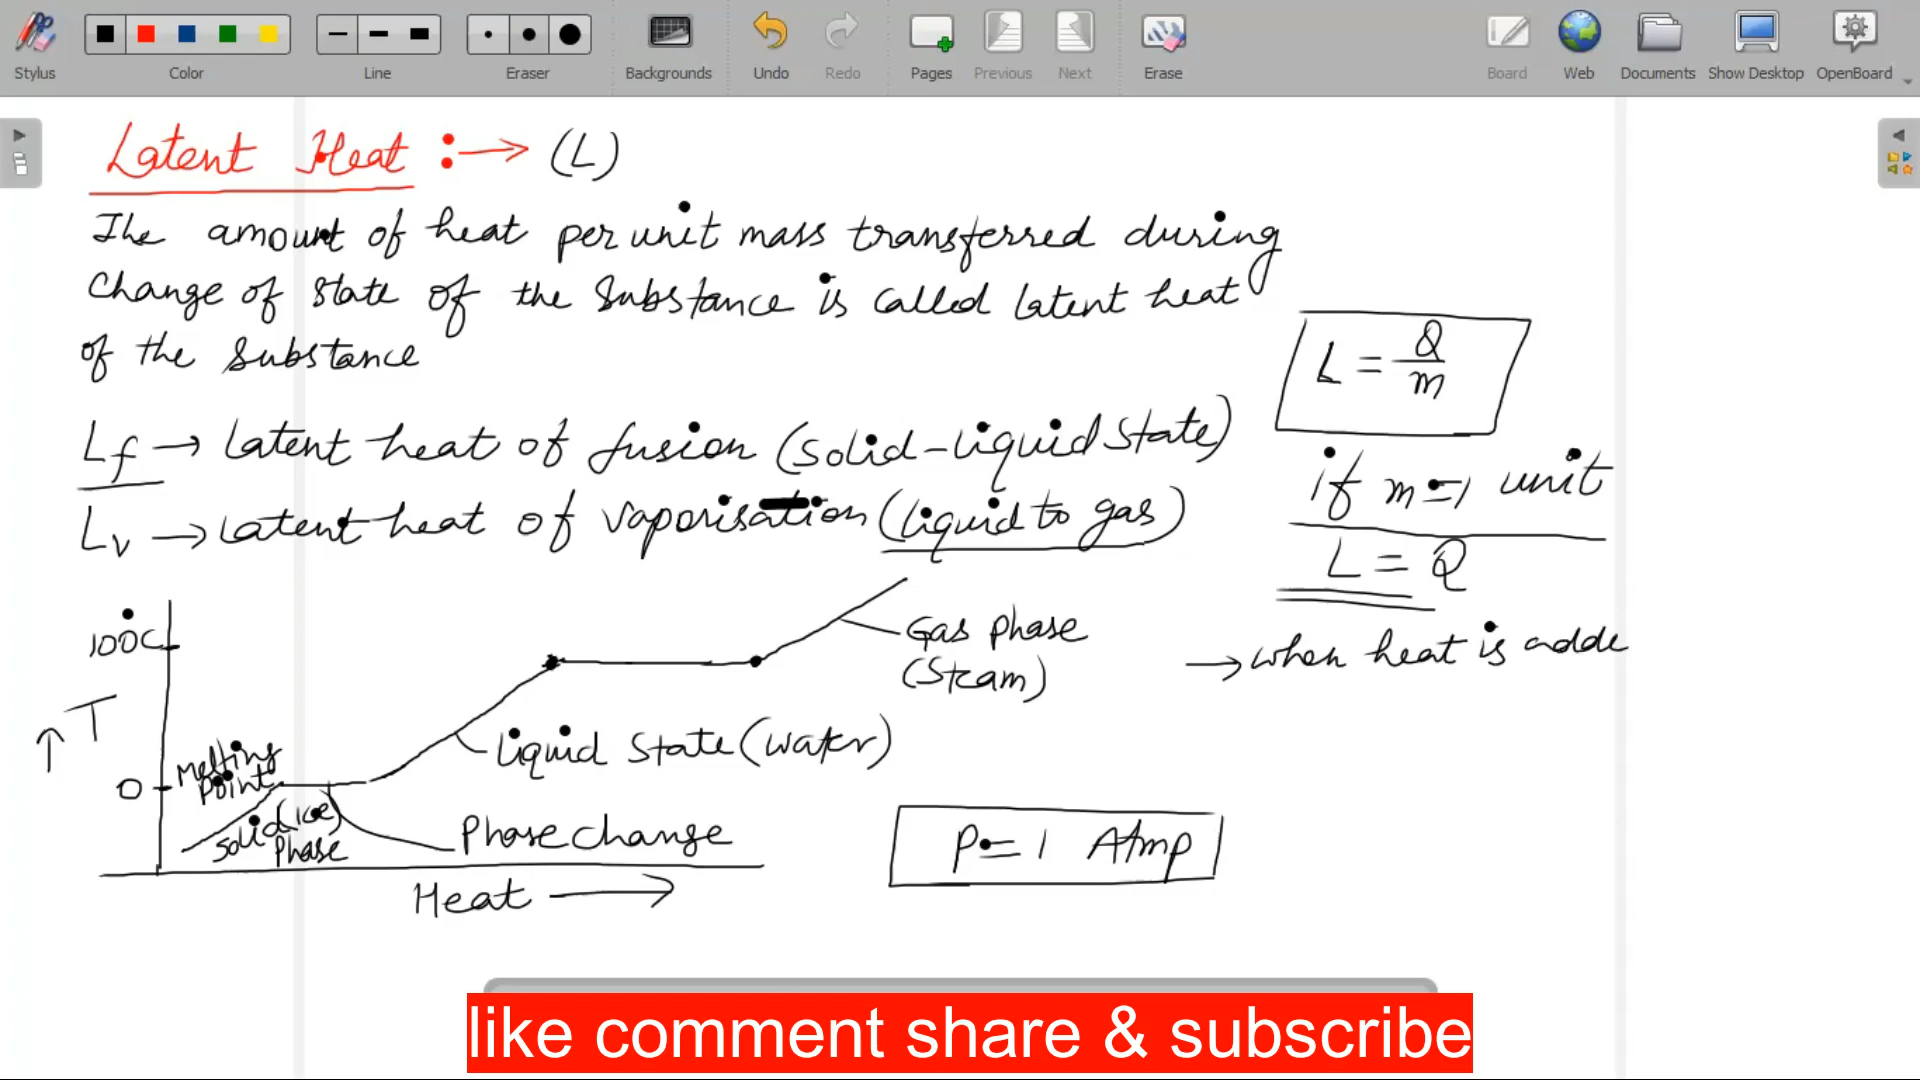 Stylus
Color
Line
Eraser
Backgrounds
Undo
Redo
Pages
Previous
Next
Erase
Board
Web
Documents
Show Desktop
OpenBoard
Latent Heat :→ (L)
The amount of heat per unit mass transferred during
change of state of the substance is called latent heat
of the substance
L = Q/m
Lf → latent heat of fusion (solid-liquid state)
if m = 1 unit
Lv → latent heat of vaporisation (liquid to gas)
L = Q
→ when heat is adde
100°C
Gas phase
(Steam)
↑ T
Liquid state (water)
Melting
point
0
Solid (ice)
Phase
Phase change
P = 1 Atmp
Heat →
like comment share & subscribe